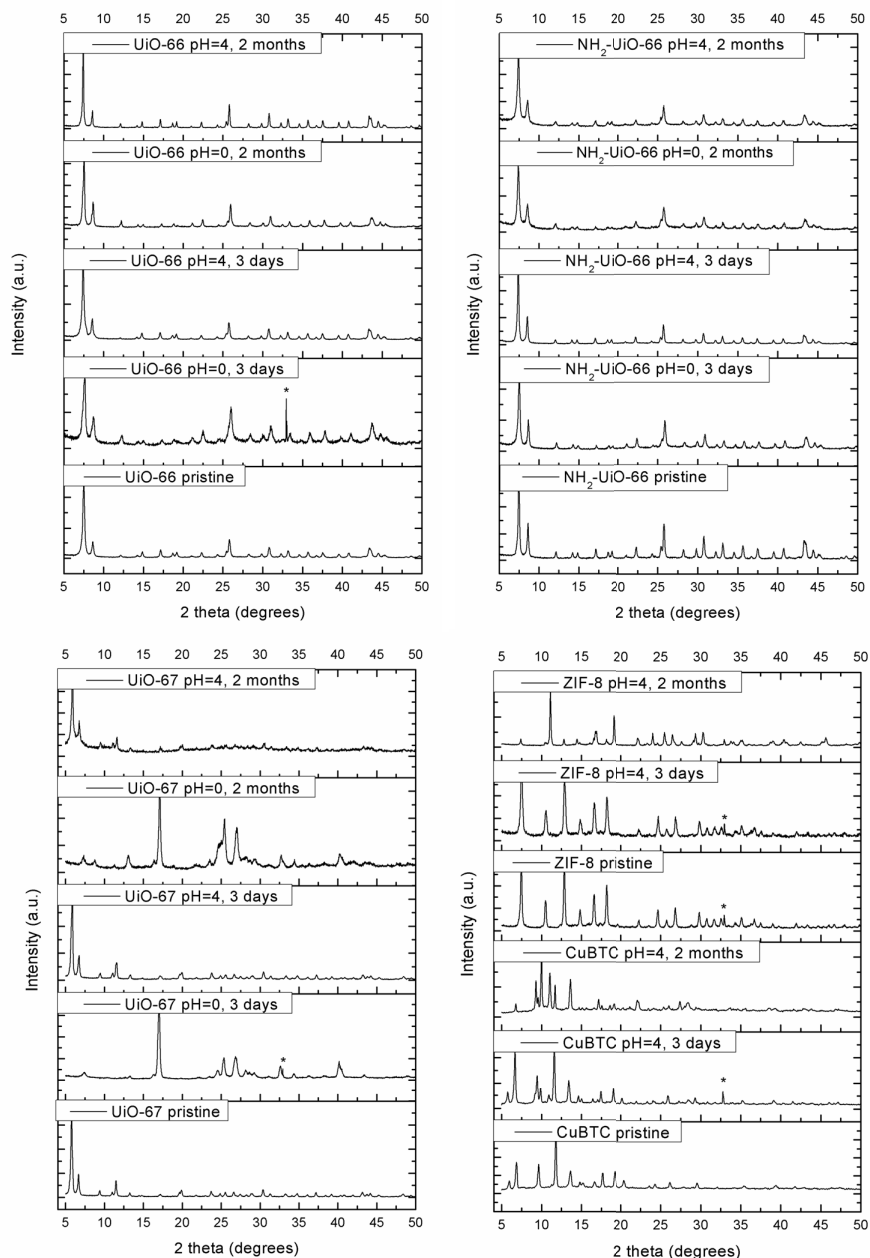 5 10 15 20 25 30 35 40 45 50
UiO-66 pH=4, 2 months
UiO-66 pH=0, 2 months
UiO-66 pH=4, 3 days
*
UiO-66 pH=0, 3 days
UiO-66 pristine
Intensity (a.u.)
5 10 15 20 25 30 35 40 45 50
2 theta (degrees)
5 10 15 20 25 30 35 40 45 50
NH2-UiO-66 pH=4, 2 months
NH2-UiO-66 pH=0, 2 months
NH2-UiO-66 pH=4, 3 days
NH2-UiO-66 pH=0, 3 days
NH2-UiO-66 pristine
Intensity (a.u.)
5 10 15 20 25 30 35 40 45 50
2 theta (degrees)
5 10 15 20 25 30 35 40 45 50
UiO-67 pH=4, 2 months
UiO-67 pH=0, 2 months
UiO-67 pH=4, 3 days
UiO-67 pH=0, 3 days
*
UiO-67 pristine
Intensity (a.u.)
5 10 15 20 25 30 35 40 45 50
2 theta (degrees)
5 10 15 20 25 30 35 40 45 50
ZIF-8 pH=4, 2 months
ZIF-8 pH=4, 3 days
*
ZIF-8 pristine
*
CuBTC pH=4, 2 months
CuBTC pH=4, 3 days
*
CuBTC pristine
Intensity (a.u.)
5 10 15 20 25 30 35 40 45 50
2 theta (degrees)